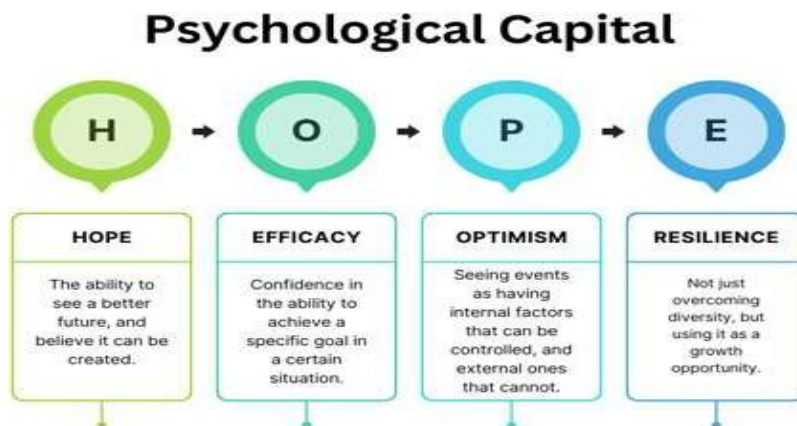 Psychological Capital
H
O
P
E
HOPE
The ability to
see a better
future, and
believe it can be
created.
EFFICACY
Confidence in
the ability to
achieve a
specific goal in
a certain
situation.
OPTIMISM
Seeing events
as having
internal factors
that can be
controlled, and
external ones
that cannot.
RESILIENCE
Not just
overcoming
diversity, but
using it as a
growth
opportunity.